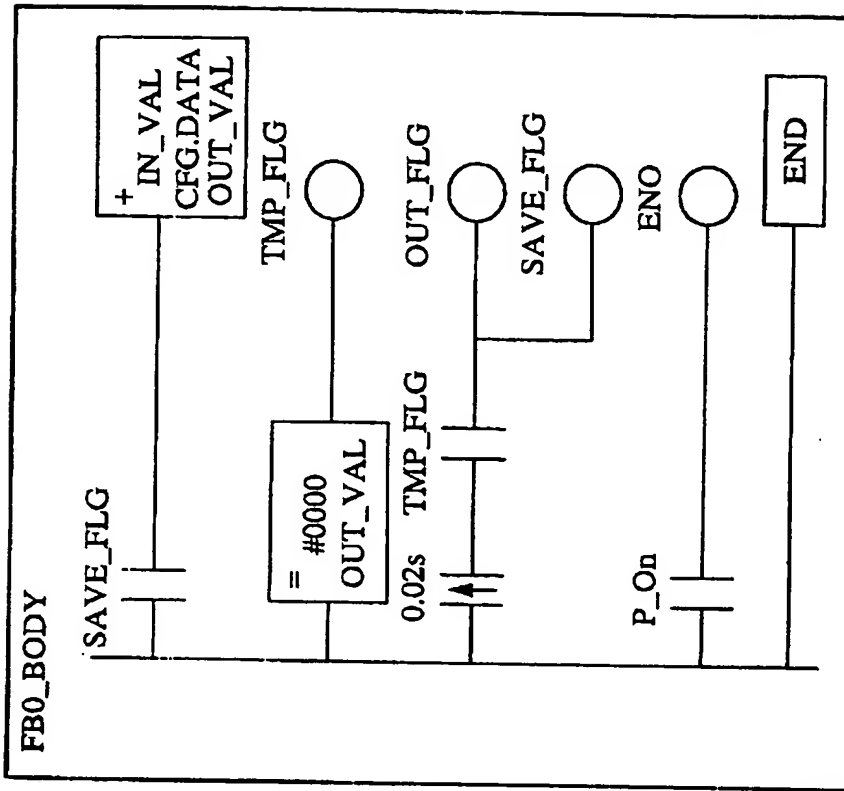 FB0_BODY
SAVE_FLG
+
IN_VAL
CFG.DATA
OUT_VAL
=
#0000
OUT_VAL
TMP_FLG
0.02s
TMP_FLG
OUT_FLG
SAVE_FLG
P_On
ENO
END